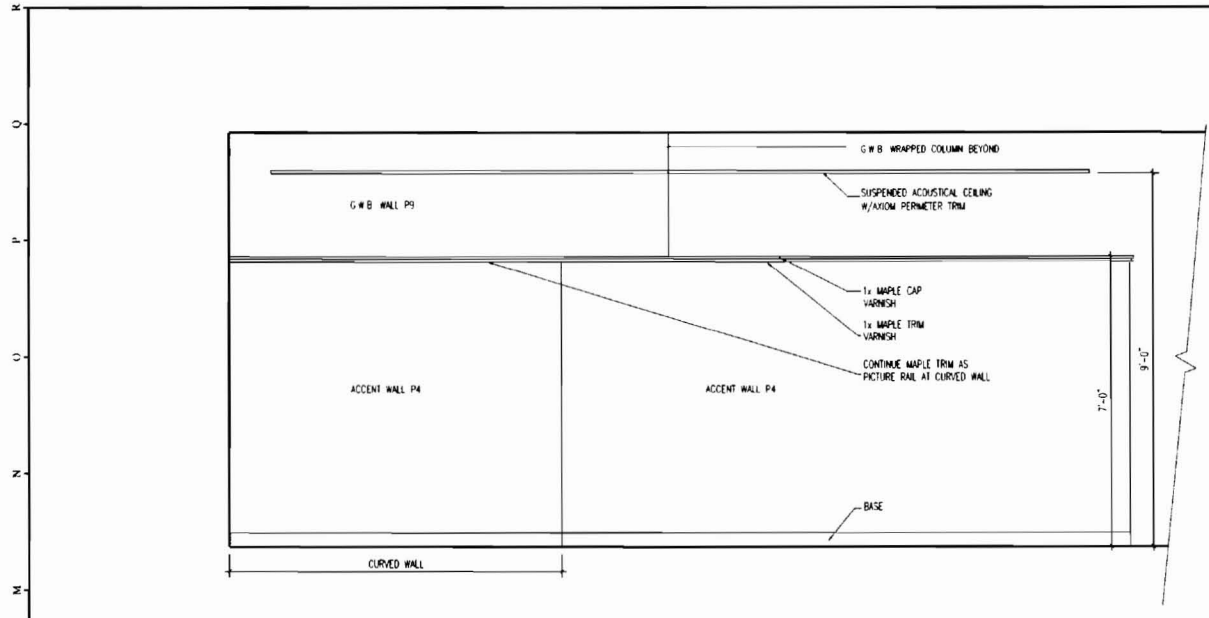 R
Q
G W B WRAPPED COLUMN BEYOND
SUSPENDED ACOUSTICAL CEILING
W/AXIOM PERIMETER TRIM
G W B WALL P9
P
1x MAPLE CAP
VARNISH
1x MAPLE TRIM
VARNISH
CONTINUE MAPLE TRIM AS
PICTURE RAIL AT CURVED WALL
O
9'-0"
ACCENT WALL P4
ACCENT WALL P4
7'-0"
N
BASE
CURVED WALL
M